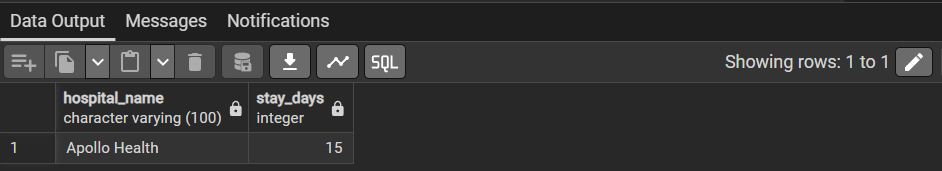 Data Output Messages Notifications
SQL Showing rows: 1 to 1
hospital_name stay_days
character varying (100) integer
1 Apollo Health 15